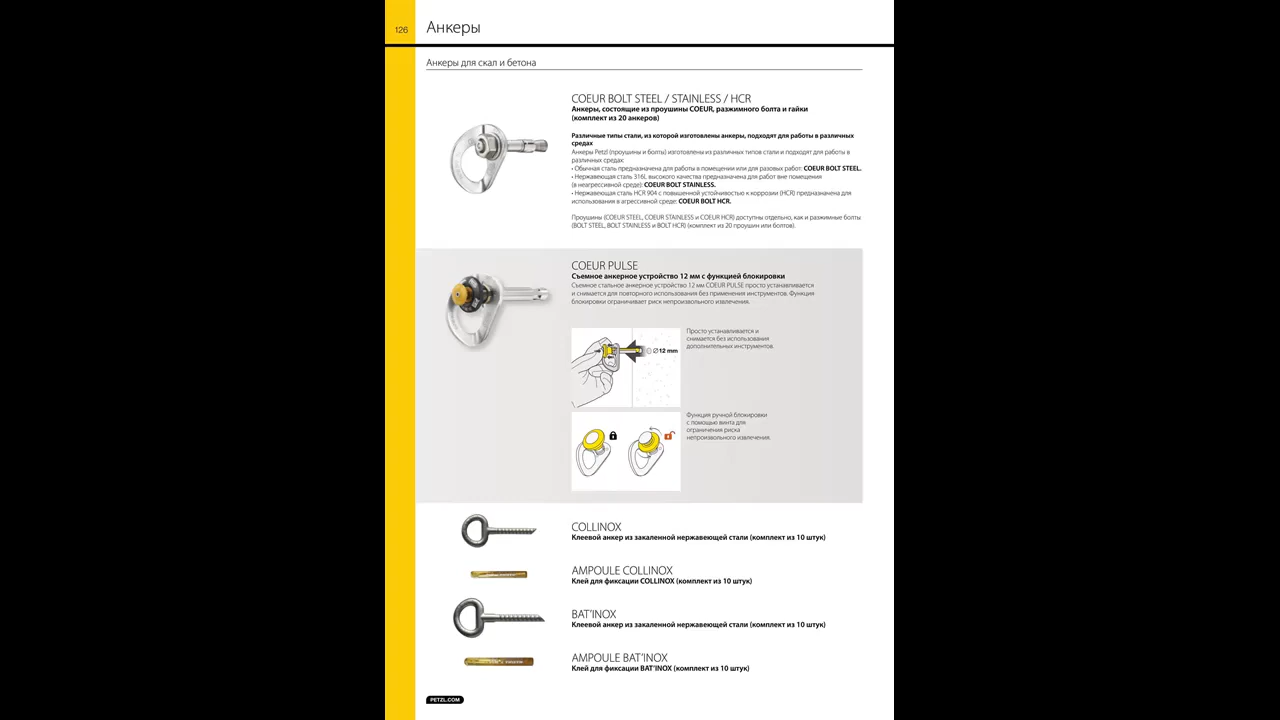 126
Анкеры
Анкеры для скал и бетона
COEUR BOLT STEEL / STAINLESS / HCR
Анкеры, состоящие из проушины COEUR, разжимного болта и гайки
(комплект из 20 анкеров)
Различные типы стали, из которой изготовлены анкеры, подходят для работы в различных
средах
Анкеры Petzl (проушины и болты) изготовлены из различных типов стали и подходят для работы в
различных средах:
• Обычная сталь предназначена для работы в помещении или для разовых работ: COEUR BOLT STEEL.
• Нержавеющая сталь 316L высокого качества предназначена для работ вне помещения
(в неагрессивной среде): COEUR BOLT STAINLESS.
• Нержавеющая сталь HCR 904 с повышенной устойчивостью к коррозии (HCR) предназначена для
использования в агрессивной среде: COEUR BOLT HCR.
Проушины (COEUR STEEL, COEUR STAINLESS и COEUR HCR) доступны отдельно, как и разжимные болты
(BOLT STEEL, BOLT STAINLESS и BOLT HCR) (комплект из 20 проушин или болтов).
COEUR PULSE
Съемное анкерное устройство 12 мм с функцией блокировки
Съемное стальное анкерное устройство 12 мм COEUR PULSE просто устанавливается
и снимается для повторного использования без применения инструментов. Функция
блокировки ограничивает риск непроизвольного извлечения.
Просто устанавливается и
снимается без использования
дополнительных инструментов.
Ø 12 mm
Функция ручной блокировки
с помощью винта для
ограничения риска
непроизвольного извлечения.
COLLINOX
Клеевой анкер из закаленной нержавеющей стали (комплект из 10 штук)
AMPOULE COLLINOX
Клей для фиксации COLLINOX (комплект из 10 штук)
BAT'INOX
Клеевой анкер из закаленной нержавеющей стали (комплект из 10 штук)
AMPOULE BAT'INOX
Клей для фиксации BAT'INOX (комплект из 10 штук)
PETZL.COM